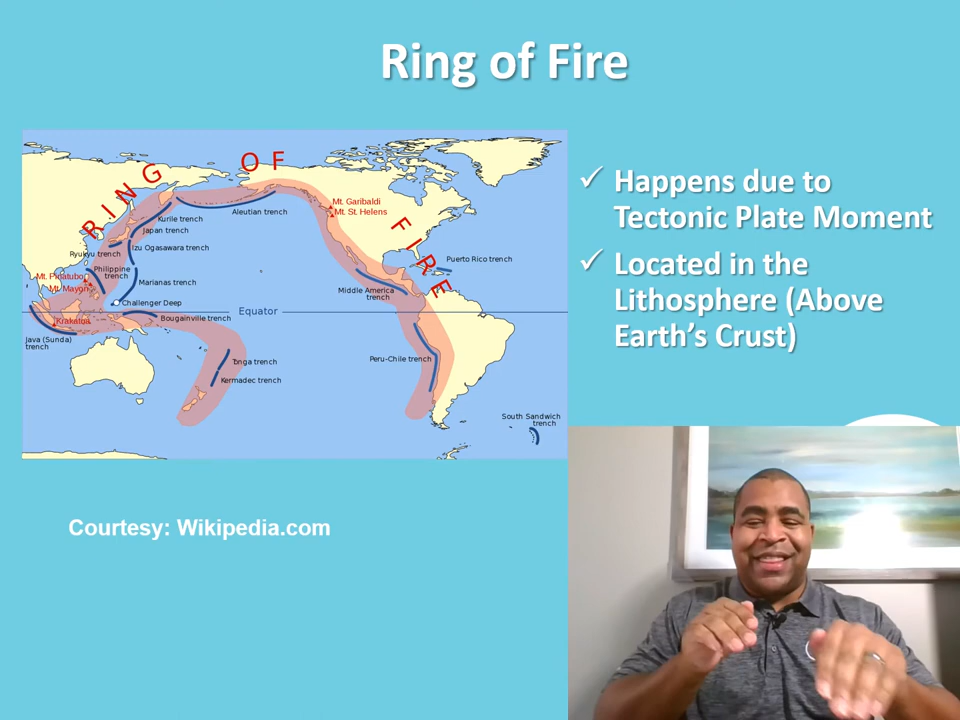 Ring of Fire
RING OF FIRE
Mt. Garibaldi
Mt. St. Helens
Aleutian trench
Kurile trench
Japan trench
Izu Ogasawara trench
Ryukyu trench
Puerto Rico trench
Philippine
trench
Mt. Pinatubo
Mt. Mayon
Marianas trench
Middle America
trench
Challenger Deep
Bougainville trench
Equator
Krakatoa
Java (Sunda)
trench
Tonga trench
Kermadec trench
Peru-Chile trench
South Sandwich
trench
✓ Happens due to
Tectonic Plate Moment
✓ Located in the
Lithosphere (Above
Earth's Crust)
Courtesy: Wikipedia.com